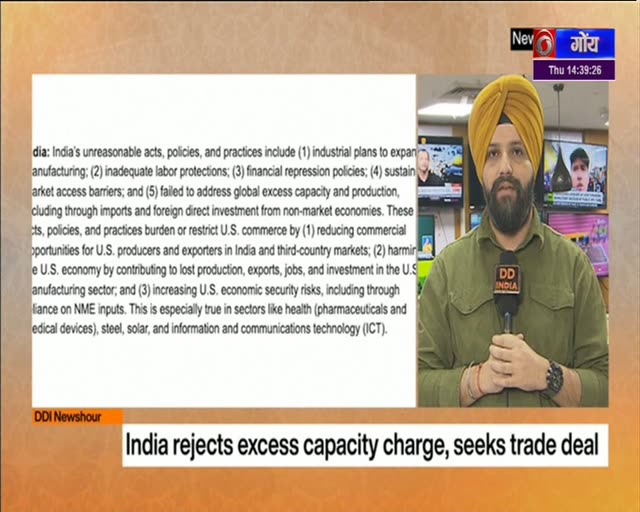 New
गोंय
Thu 14:39:26
dia: India's unreasonable acts, policies, and practices include (1) industrial plans to expan
anufacturing; (2) inadequate labor protections; (3) financial repression policies; (4) sustain
arket access barriers; and (5) failed to address global excess capacity and production,
cluding through imports and foreign direct investment from non-market economies. These
ts, policies, and practices burden or restrict U.S. commerce by (1) reducing commercial
portunities for U.S. producers and exporters in India and third-country markets; (2) harmin
e U.S. economy by contributing to lost production, exports, jobs, and investment in the U.S
anufacturing sector; and (3) increasing U.S. economic security risks, including through
liance on NME inputs. This is especially true in sectors like health (pharmaceuticals and
edical devices), steel, solar, and information and communications technology (ICT).
DD
INDIA
DDI Newshour
India rejects excess capacity charge, seeks trade deal